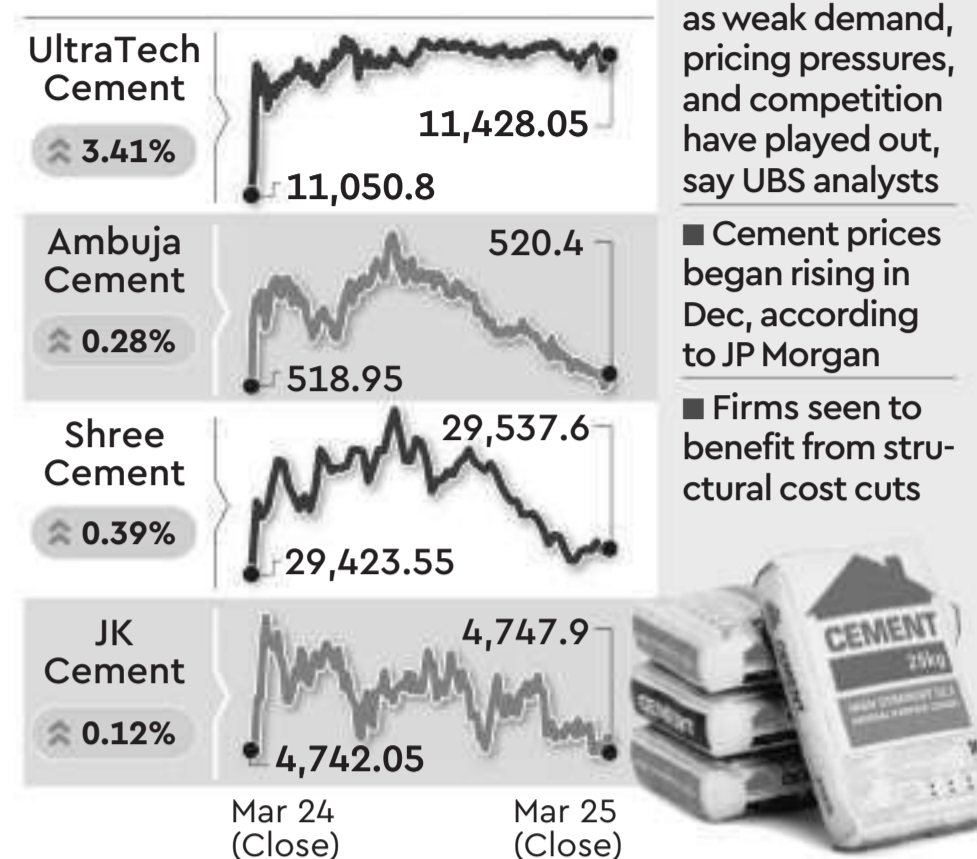 UltraTech
Cement
3.41%
11,428.05
11,050.8
Ambuja
Cement
0.28%
520.4
518.95
Shree
Cement
0.39%
29,537.6
29,423.55
JK
Cement
0.12%
4,747.9
4,742.05
Mar 24
(Close)
Mar 25
(Close)
as weak demand,
pricing pressures,
and competition
have played out,
say UBS analysts
■ Cement prices
began rising in
Dec, according
to JP Morgan
■ Firms seen to
benefit from stru-
ctural cost cuts
CEMENT
25kg
CEMENT